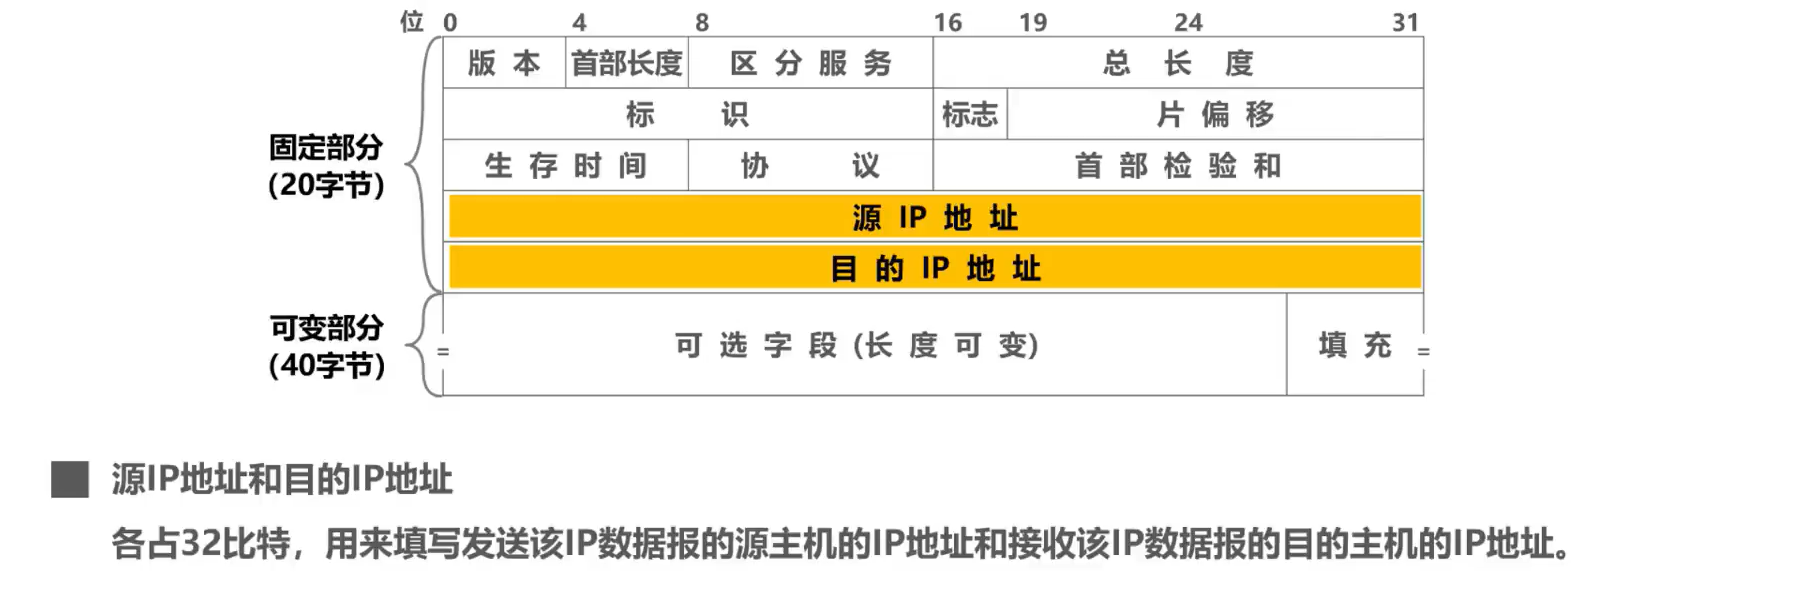 位 0 4 8 16 19 24 31
版 本 首部长度 区 分 服 务 总 长 度
标 识 标志 片 偏 移
固定部分
(20字节)
生 存 时 间 协 议 首 部 检 验 和
源 IP 地 址
目 的 IP 地 址
可变部分
(40字节)
= 可 选 字 段 (长 度 可 变) 填 充 =
源IP地址和目的IP地址
各占32比特，用来填写发送该IP数据报的源主机的IP地址和接收该IP数据报的目的主机的IP地址。